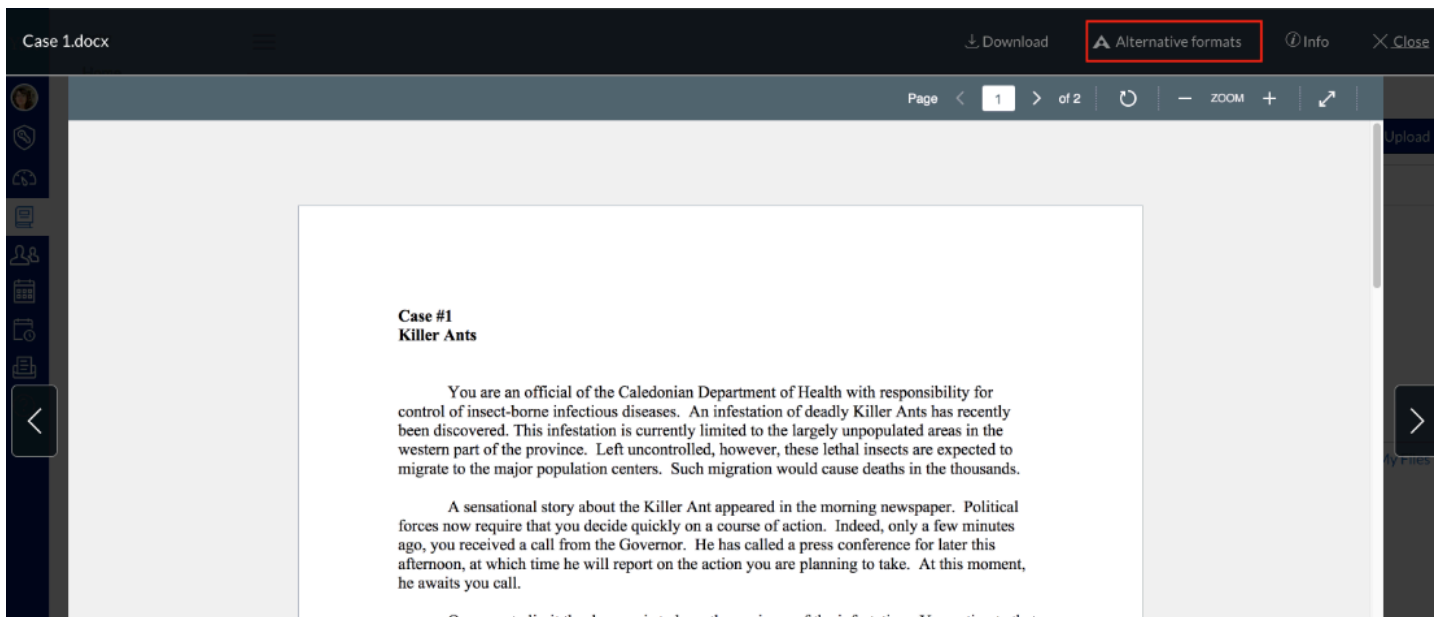 Case 1.docx
Download
Alternative formats
Info
Close
Page 1 of 2
ZOOM
Upload
Case #1
Killer Ants
You are an official of the Caledonian Department of Health with responsibility for
control of insect-borne infectious diseases. An infestation of deadly Killer Ants has recently
been discovered. This infestation is currently limited to the largely unpopulated areas in the
western part of the province. Left uncontrolled, however, these lethal insects are expected to
migrate to the major population centers. Such migration would cause deaths in the thousands.
A sensational story about the Killer Ant appeared in the morning newspaper. Political
forces now require that you decide quickly on a course of action. Indeed, only a few minutes
ago, you received a call from the Governor. He has called a press conference for later this
afternoon, at which time he will report on the action you are planning to take. At this moment,
he awaits you call.
My Files